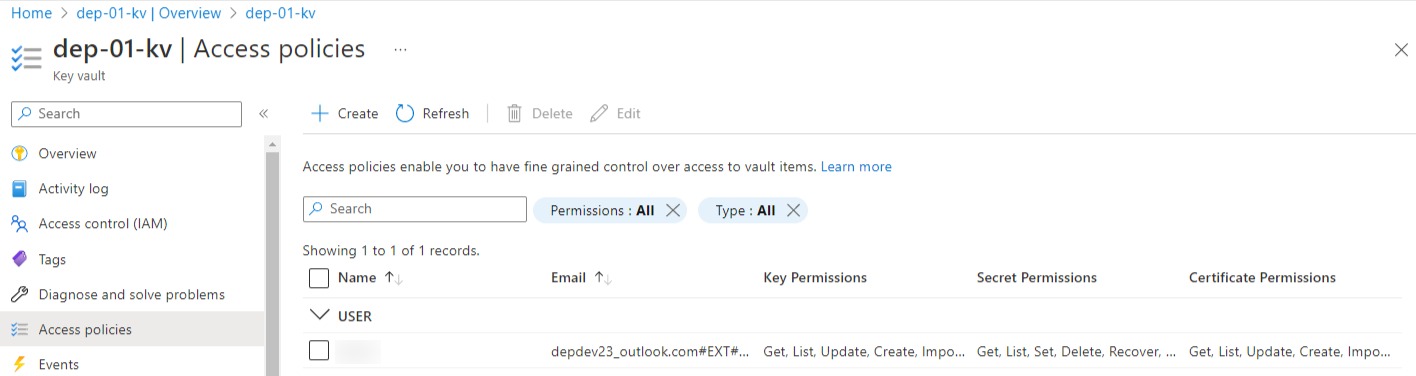 Home > dep-01-kv | Overview > dep-01-kv
dep-01-kv | Access policies ...
Key vault
Search
«
Create Refresh | Delete Edit
Overview
Activity log
Access control (IAM)
Tags
Diagnose and solve problems
Access policies
Events
Access policies enable you to have fine grained control over access to vault items. Learn more
Search Permissions : All Type : All
Showing 1 to 1 of 1 records.
Name ↑↓ Email ↑↓ Key Permissions Secret Permissions Certificate Permissions
USER
depdev23_outlook.com#EXT#... Get, List, Update, Create, Impo... Get, List, Set, Delete, Recover, ... Get, List, Update, Create, Impo...